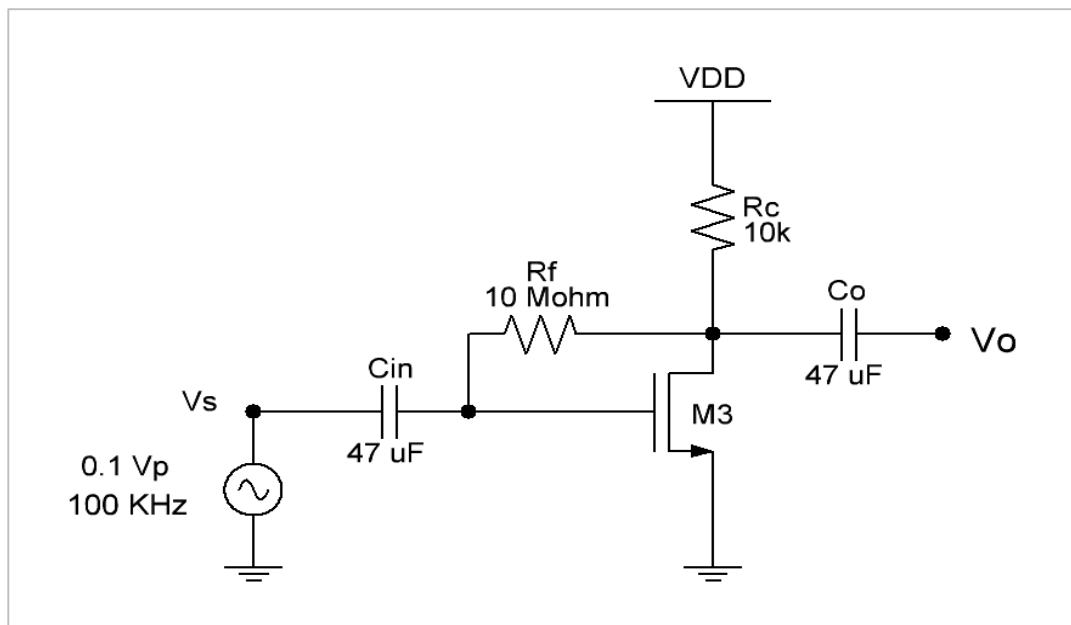 VDD
Rc
10k
Rf
10 Mohm
Co
Vo
47 uF
Cin
Vs
M3
47 uF
0.1 Vp
100 KHz